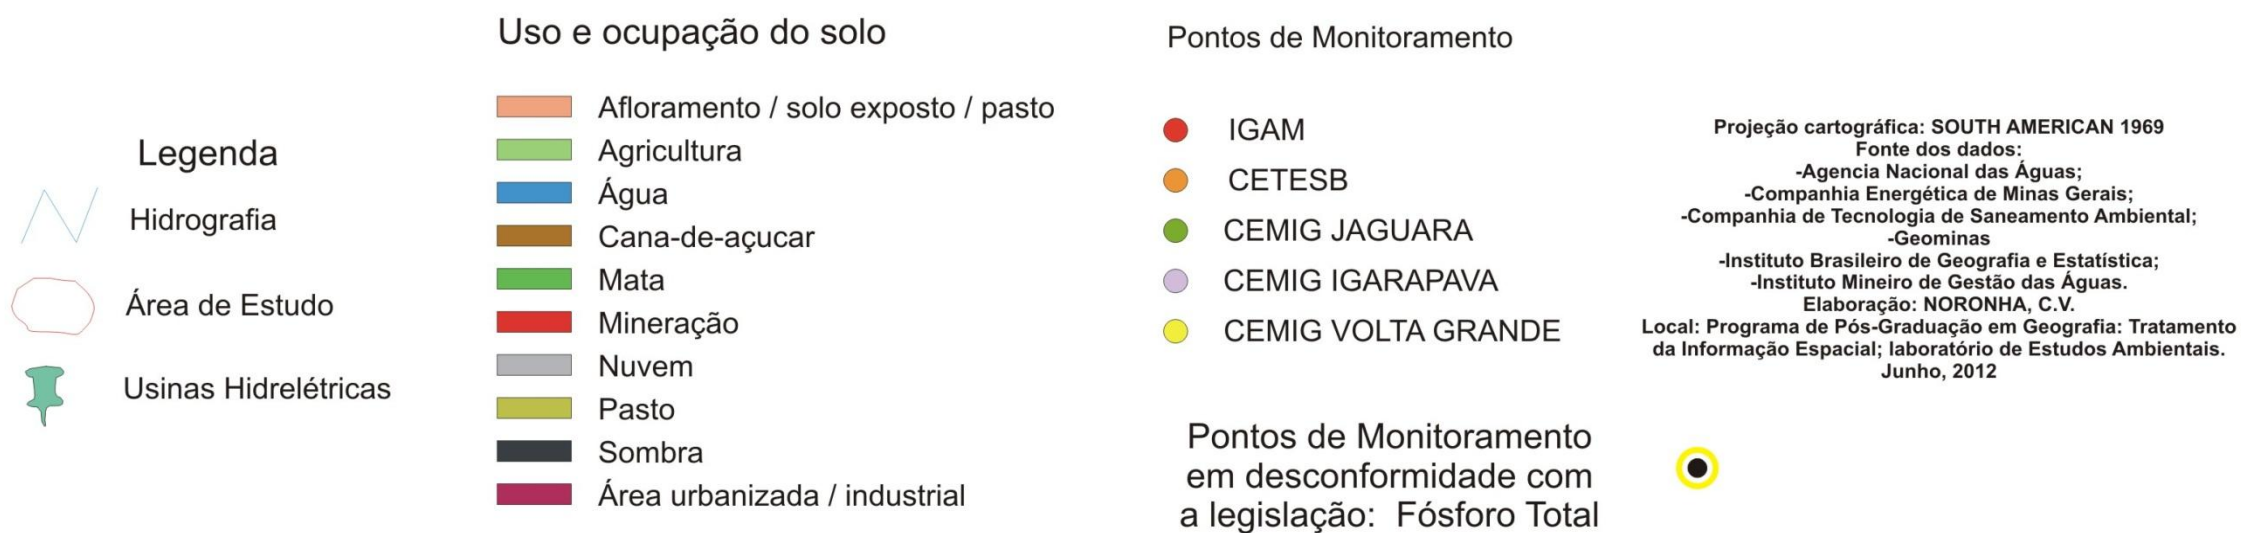 Legenda
Hidrografia
Área de Estudo
Usinas Hidrelétricas
Uso e ocupação do solo
Afloramento / solo exposto / pasto
Agricultura
Água
Cana-de-açucar
Mata
Mineração
Nuvem
Pasto
Sombra
Área urbanizada / industrial
Pontos de Monitoramento
IGAM
CETESB
CEMIG JAGUARA
CEMIG IGARAPAVA
CEMIG VOLTA GRANDE
Pontos de Monitoramento
em desconformidade com
a legislação: Fósforo Total
Projeção cartográfica: SOUTH AMERICAN 1969
Fonte dos dados:
-Agencia Nacional das Águas;
-Companhia Energética de Minas Gerais;
-Companhia de Tecnologia de Saneamento Ambiental;
-Geominas
-Instituto Brasileiro de Geografia e Estatística;
-Instituto Mineiro de Gestão das Águas.
Elaboração: NORONHA, C.V.
Local: Programa de Pós-Graduação em Geografia: Tratamento
da Informação Espacial; laboratório de Estudos Ambientais.
Junho, 2012